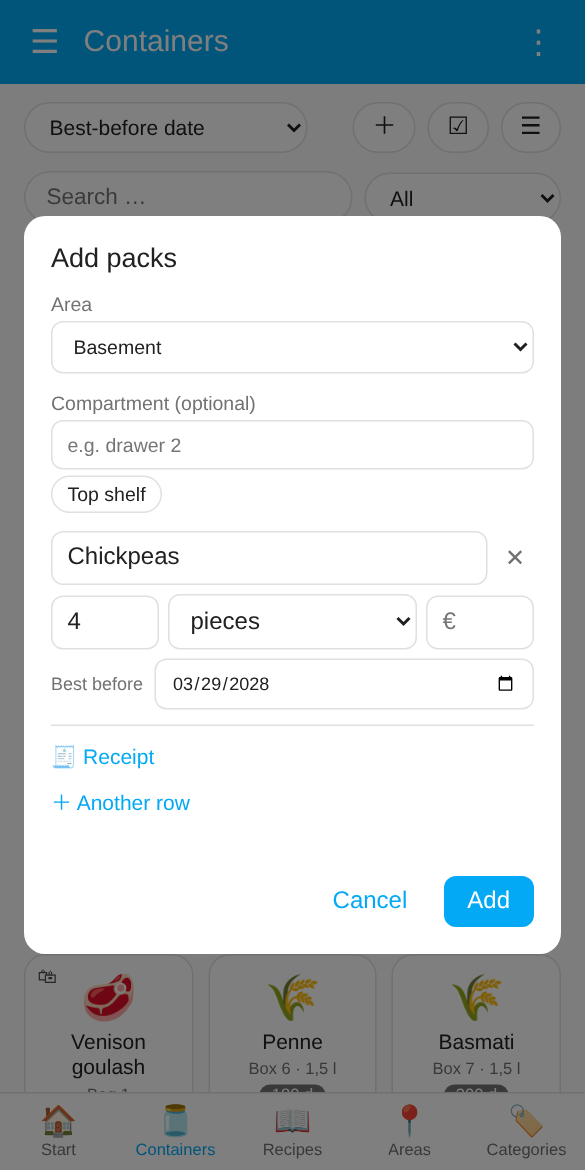 Containers
Best-before date
Search …
All
Add packs
Area
Basement
Compartment (optional)
e.g. drawer 2
Top shelf
Chickpeas
4
pieces
€
Best before
03/29/2028
Receipt
+ Another row
Cancel
Add
Venison goulash
Penne
Box 6 · 1,5 l
Basmati
Box 7 · 1,5 l
Start
Containers
Recipes
Areas
Categories